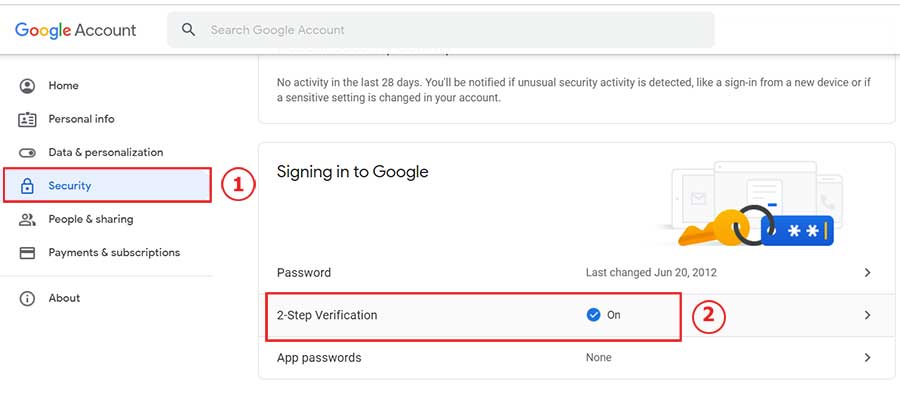 Google Account
Search Google Account
Home
Personal info
Data & personalization
Security
1
People & sharing
Payments & subscriptions
About
No activity in the last 28 days. You'll be notified if unusual security activity is detected, like a sign-in from a new device or if
a sensitive setting is changed in your account.
Signing in to Google
**
Password
Last changed Jun 20, 2012
2-Step Verification
On
2
App passwords
None